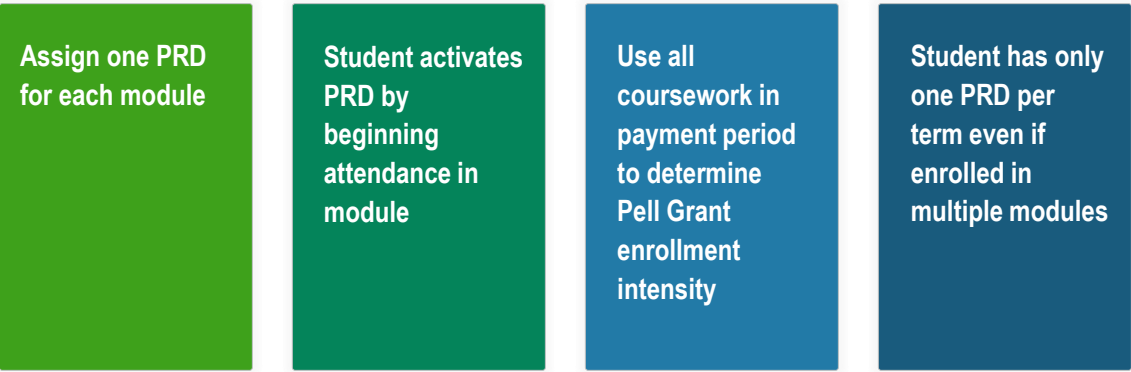 Assign one PRD
for each module
Student activates
PRD by
beginning
attendance in
module
Use all
coursework in
payment period
to determine
Pell Grant
enrollment
intensity
Student has only
one PRD per
term even if
enrolled in
multiple modules